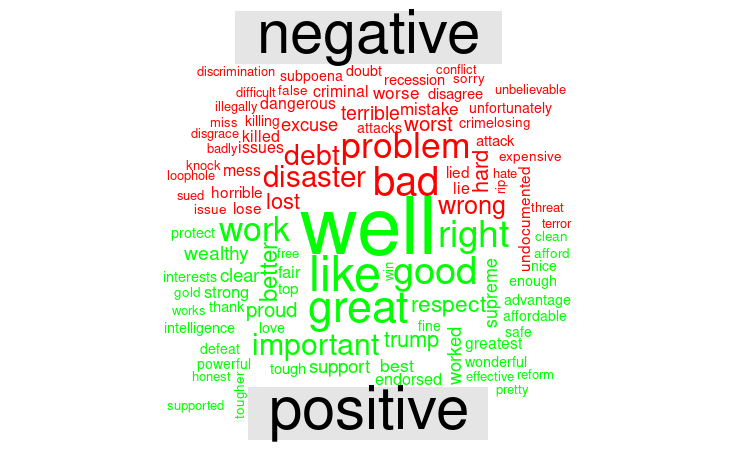 negative
discrimination subpoena doubt conflict
recession sorry
difficult false criminal worse disagree unbelievable
illegally dangerous terrible mistake unfortunately
miss killing excuse attacks worst crime losing
disgrace killed problem attack
badly issues debt hard expensive
knock mess disaster bad lied hate
loophole lie rip undocumented
sued horrible lost wrong threat
issue lose terror
protect work well right clean
wealthy better free afford
interests clear fair like win good nice
gold strong top supreme enough
works thank proud great respect advantage
affordable
intelligence love fine safe
defeat important trump worked greatest
powerful tough support best wonderful
honest endorsed effective reform
tougher pretty
supported
positive